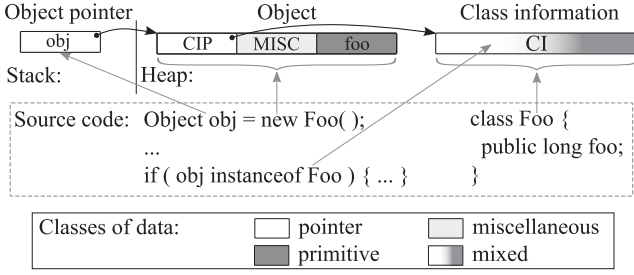 Object pointer Object Class information
obj CIP MISC foo CI
Stack: Heap:
Source code: Object obj = new Foo( ); class Foo {
... public long foo;
if ( obj instanceof Foo ) { ... } }
Classes of data: pointer miscellaneous
primitive mixed